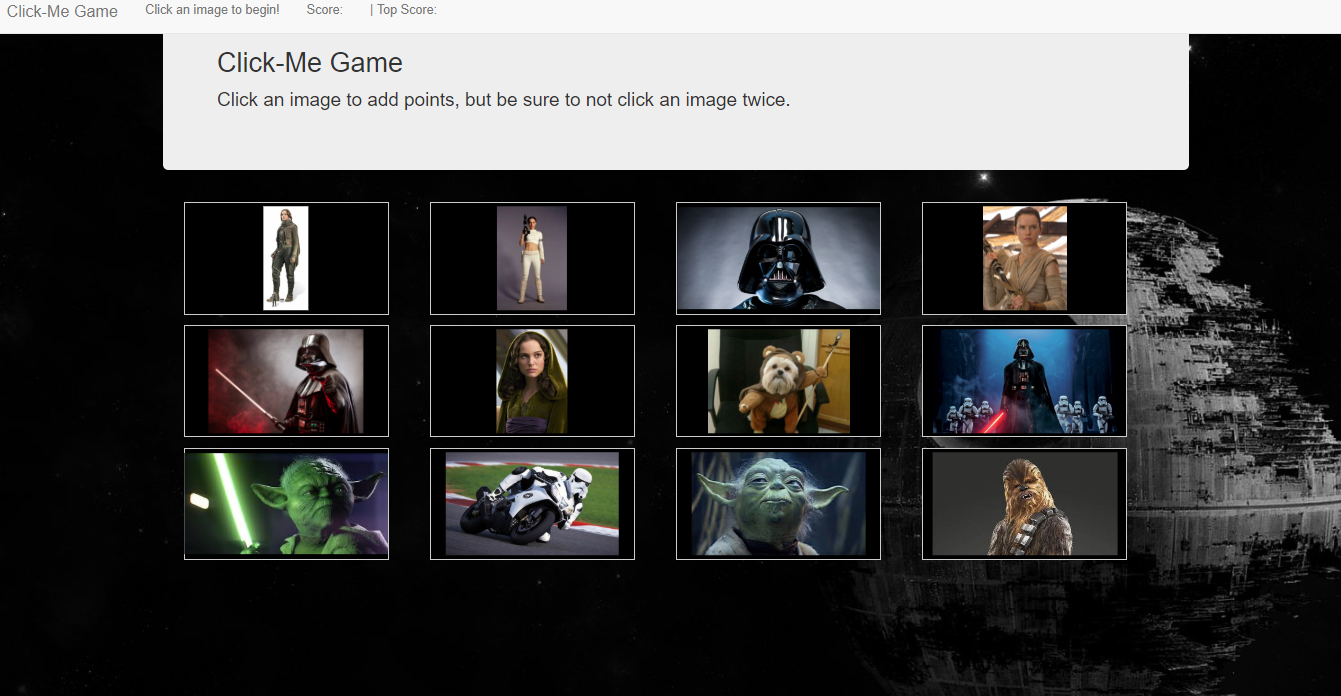 Click-Me Game Click an image to begin! Score: | Top Score:
Click-Me Game
Click an image to add points, but be sure to not click an image twice.